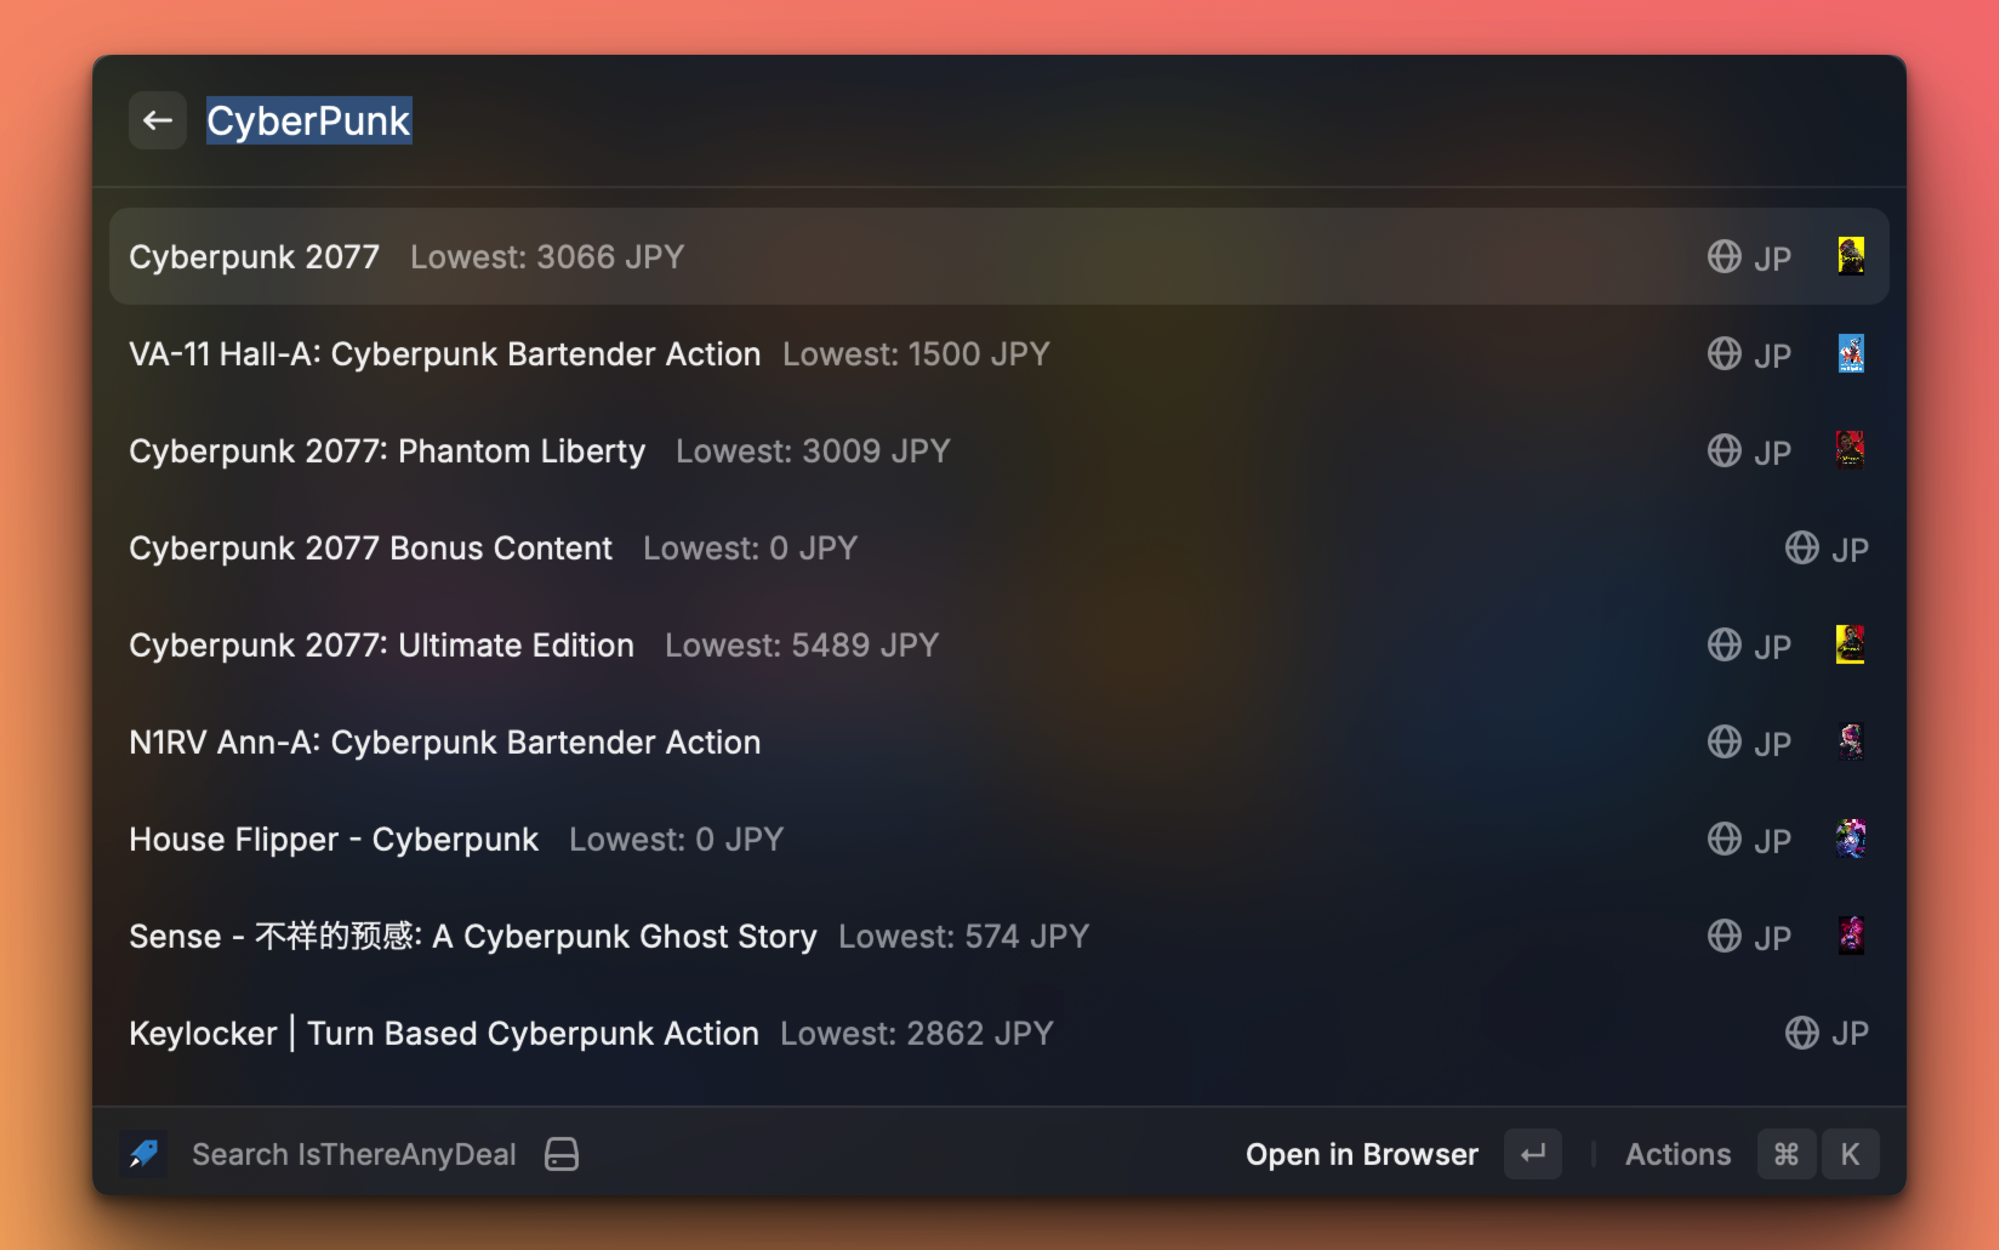 CyberPunk
Cyberpunk 2077 Lowest: 3066 JPY JP
VA-11 Hall-A: Cyberpunk Bartender Action Lowest: 1500 JPY JP
Cyberpunk 2077: Phantom Liberty Lowest: 3009 JPY JP
Cyberpunk 2077 Bonus Content Lowest: 0 JPY JP
Cyberpunk 2077: Ultimate Edition Lowest: 5489 JPY JP
N1RV Ann-A: Cyberpunk Bartender Action JP
House Flipper - Cyberpunk Lowest: 0 JPY JP
Sense - 不祥的预感: A Cyberpunk Ghost Story Lowest: 574 JPY JP
Keylocker | Turn Based Cyberpunk Action Lowest: 2862 JPY JP
Search IsThereAnyDeal Open in Browser ↵ Actions ⌘ K